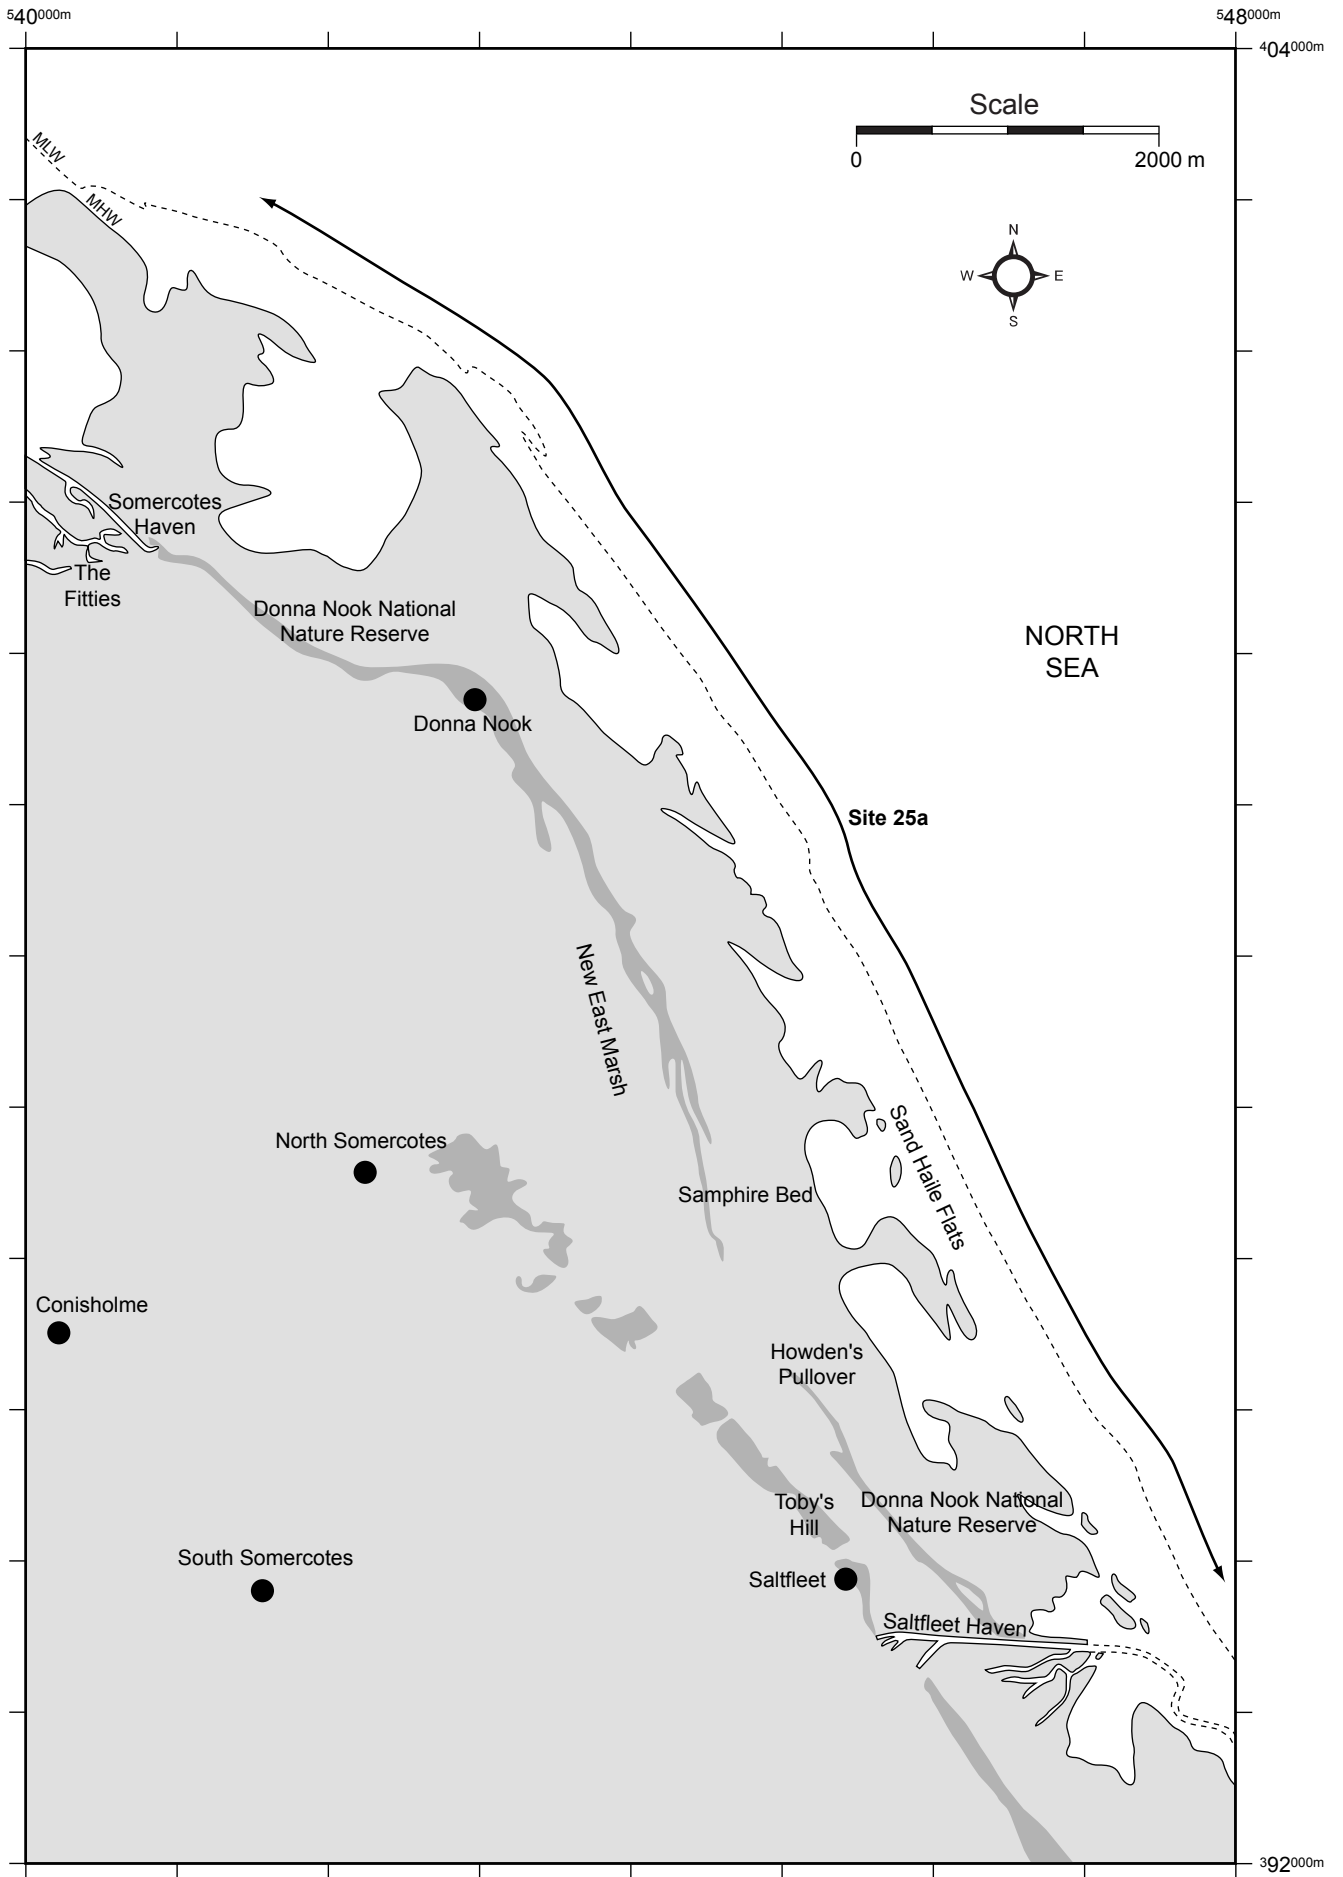 540000m
548000m
404000m
Scale
0
2000 m
MLW
MHW
N
W
E
S
Somercotes
Haven
The
Fitties
Donna Nook National
Nature Reserve
NORTH
SEA
Donna Nook
Site 25a
New East Marsh
Sand Haile Flats
North Somercotes
Samphire Bed
Conisholme
Howden's
Pullover
Toby's
Hill
Donna Nook National
Nature Reserve
South Somercotes
Saltfleet
Saltfleet Haven
392000m